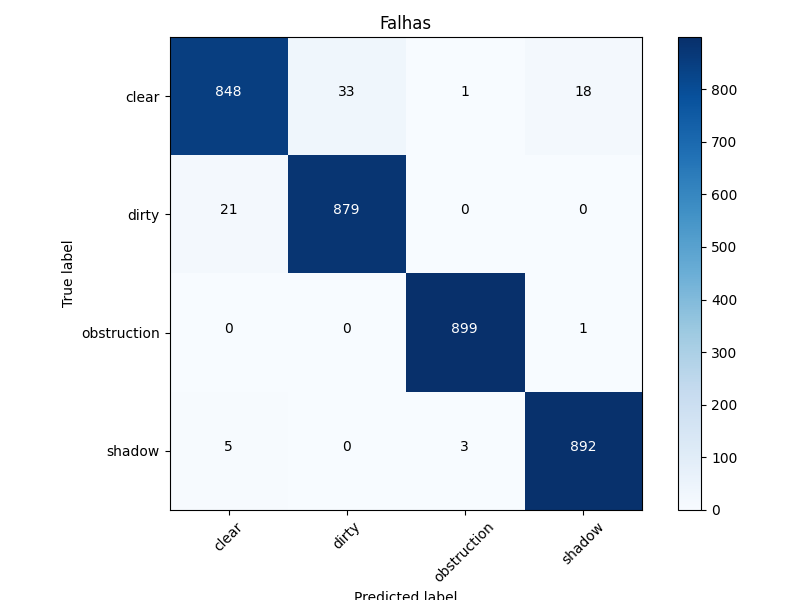 Falhas
True label
clear
848 33 1 18
dirty
21 879 0 0
obstruction
0 0 899 1
shadow
5 0 3 892
clear dirty obstruction shadow
Predicted label
800
700
600
500
400
300
200
100
0